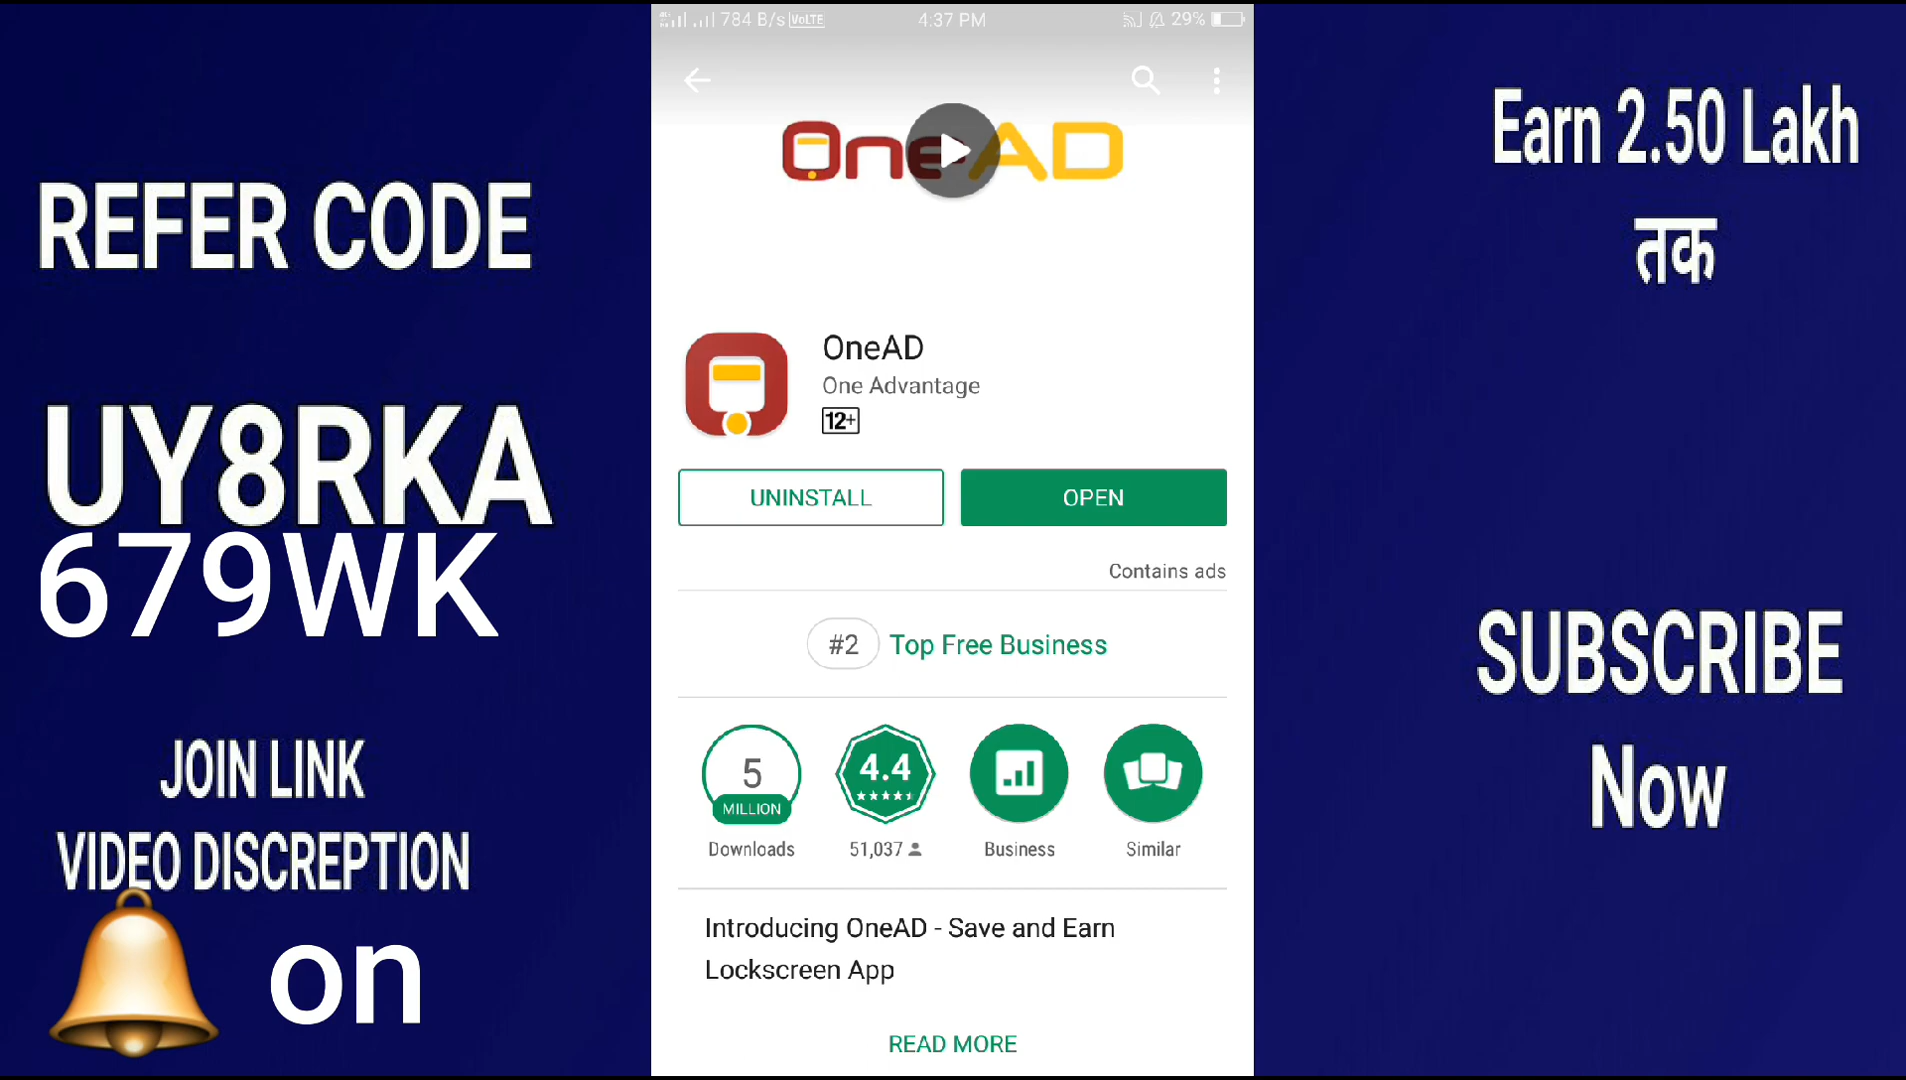 REFER CODE
UY8RKA
679WK
JOIN LINK
VIDEO DISCREPTION
on
784 B/s VoLTE 4:37 PM 29%
OneAD
OneAD
One Advantage
12+
UNINSTALL OPEN
Contains ads
#2 Top Free Business
5 4.4
MILLION
Downloads 51,037 Business Similar
Introducing OneAD - Save and Earn
Lockscreen App
READ MORE
Earn 2.50 Lakh
तक
SUBSCRIBE
Now